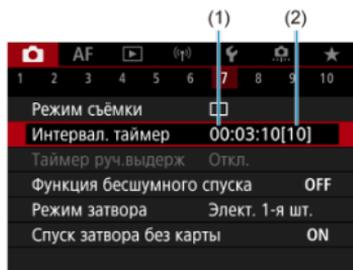 (1) (2)
AF
1 2 3 4 5 6 7 8 9 10
Режим съёмки
Интервал. таймер 00:03:10[10]
Таймер руч.выдерж Откл.
Функция бесшумного спуска OFF
Режим затвора Элект. 1-я шт.
Спуск затвора без карты ON